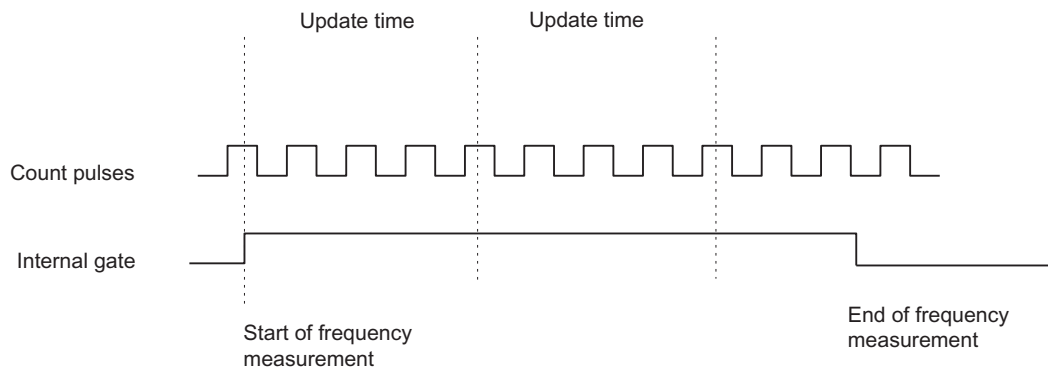 Update time
Update time
Count pulses
Internal gate
Start of frequency
measurement
End of frequency
measurement